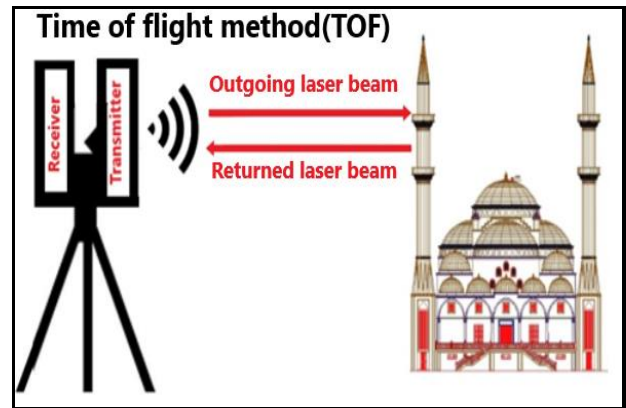 Time of flight method(TOF)
Receiver
Transmitter
Outgoing laser beam
Returned laser beam